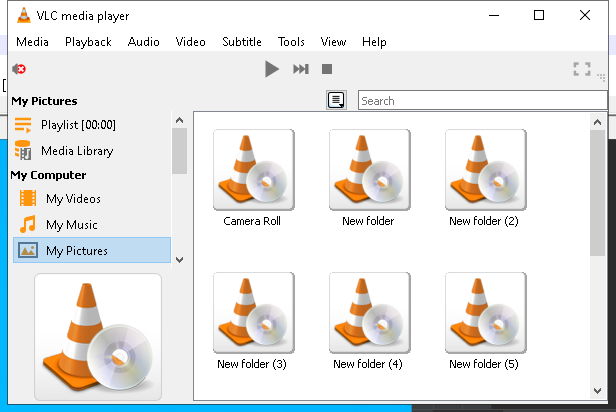 VLC media player
Media Playback Audio Video Subtitle Tools View Help
Search
My Pictures
Playlist [00:00]
Media Library
My Computer
My Videos
My Music
My Pictures
Camera Roll New folder New folder (2)
New folder (3) New folder (4) New folder (5)